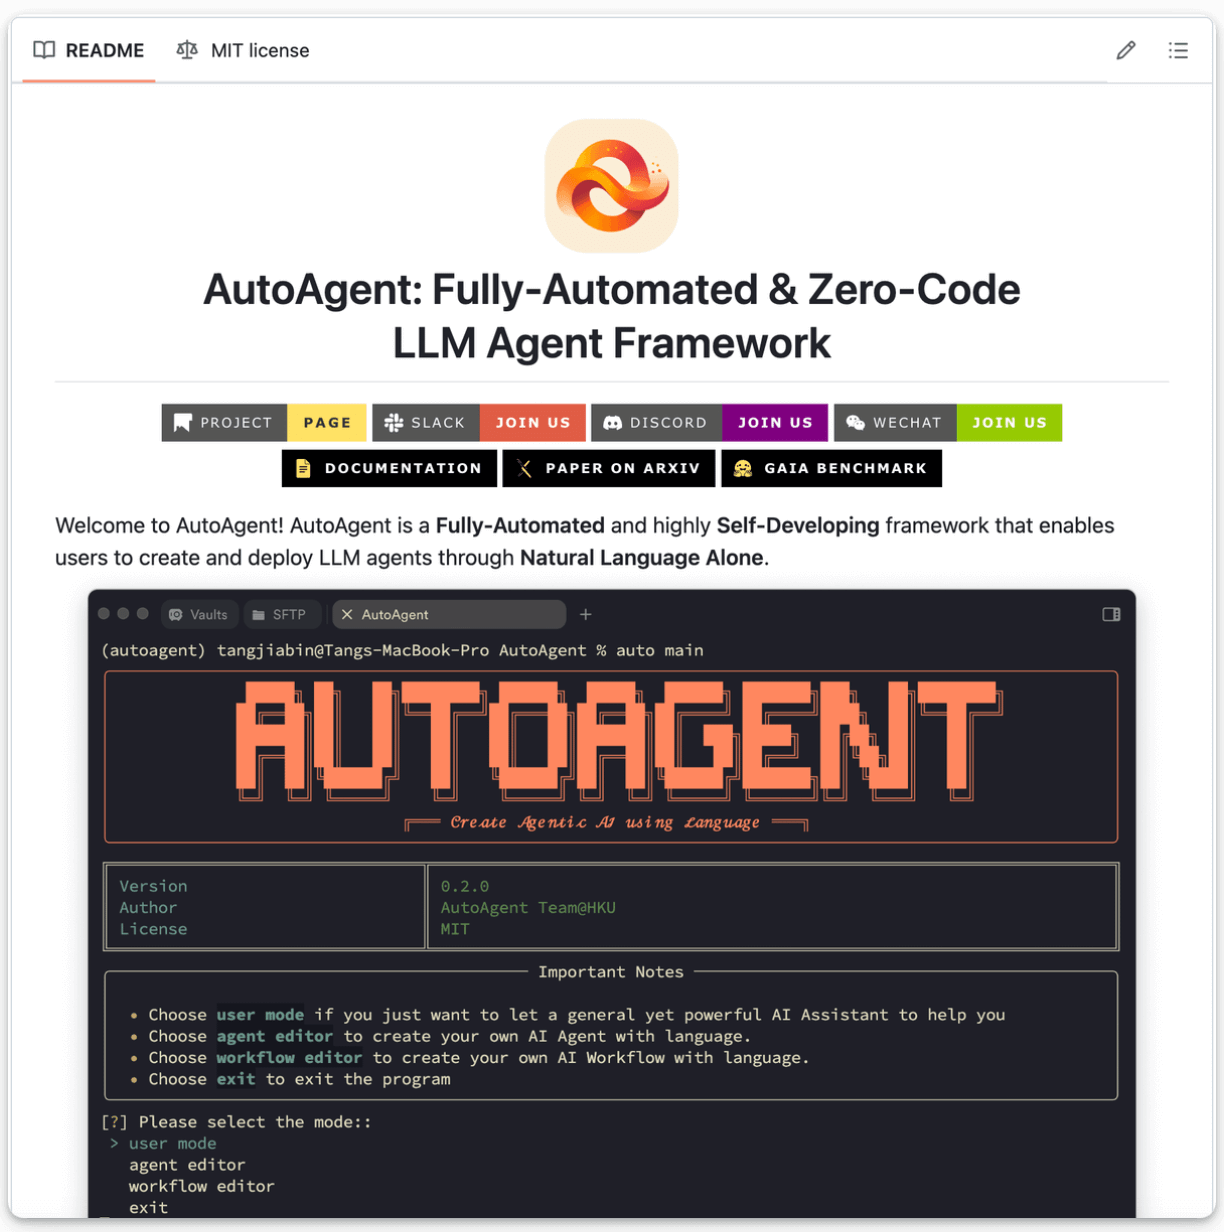 README MIT license
AutoAgent: Fully-Automated & Zero-Code
LLM Agent Framework
PROJECT PAGE SLACK JOIN US DISCORD JOIN US WECHAT JOIN US
DOCUMENTATION PAPER ON ARXIV GAIA BENCHMARK
Welcome to AutoAgent! AutoAgent is a Fully-Automated and highly Self-Developing framework that enables
users to create and deploy LLM agents through Natural Language Alone.
Vaults SFTP AutoAgent
(autoagent) tangjiabin@Tangs-MacBook-Pro AutoAgent % auto main
AUTOAGENT
Create Agentic AI using Language
Version 0.2.0
Author AutoAgent Team@HKU
License MIT
Important Notes
• Choose user mode if you just want to let a general yet powerful AI Assistant to help you
• Choose agent editor to create your own AI Agent with language.
• Choose workflow editor to create your own AI Workflow with language.
• Choose exit to exit the program
[?] Please select the mode::
> user mode
agent editor
workflow editor
exit